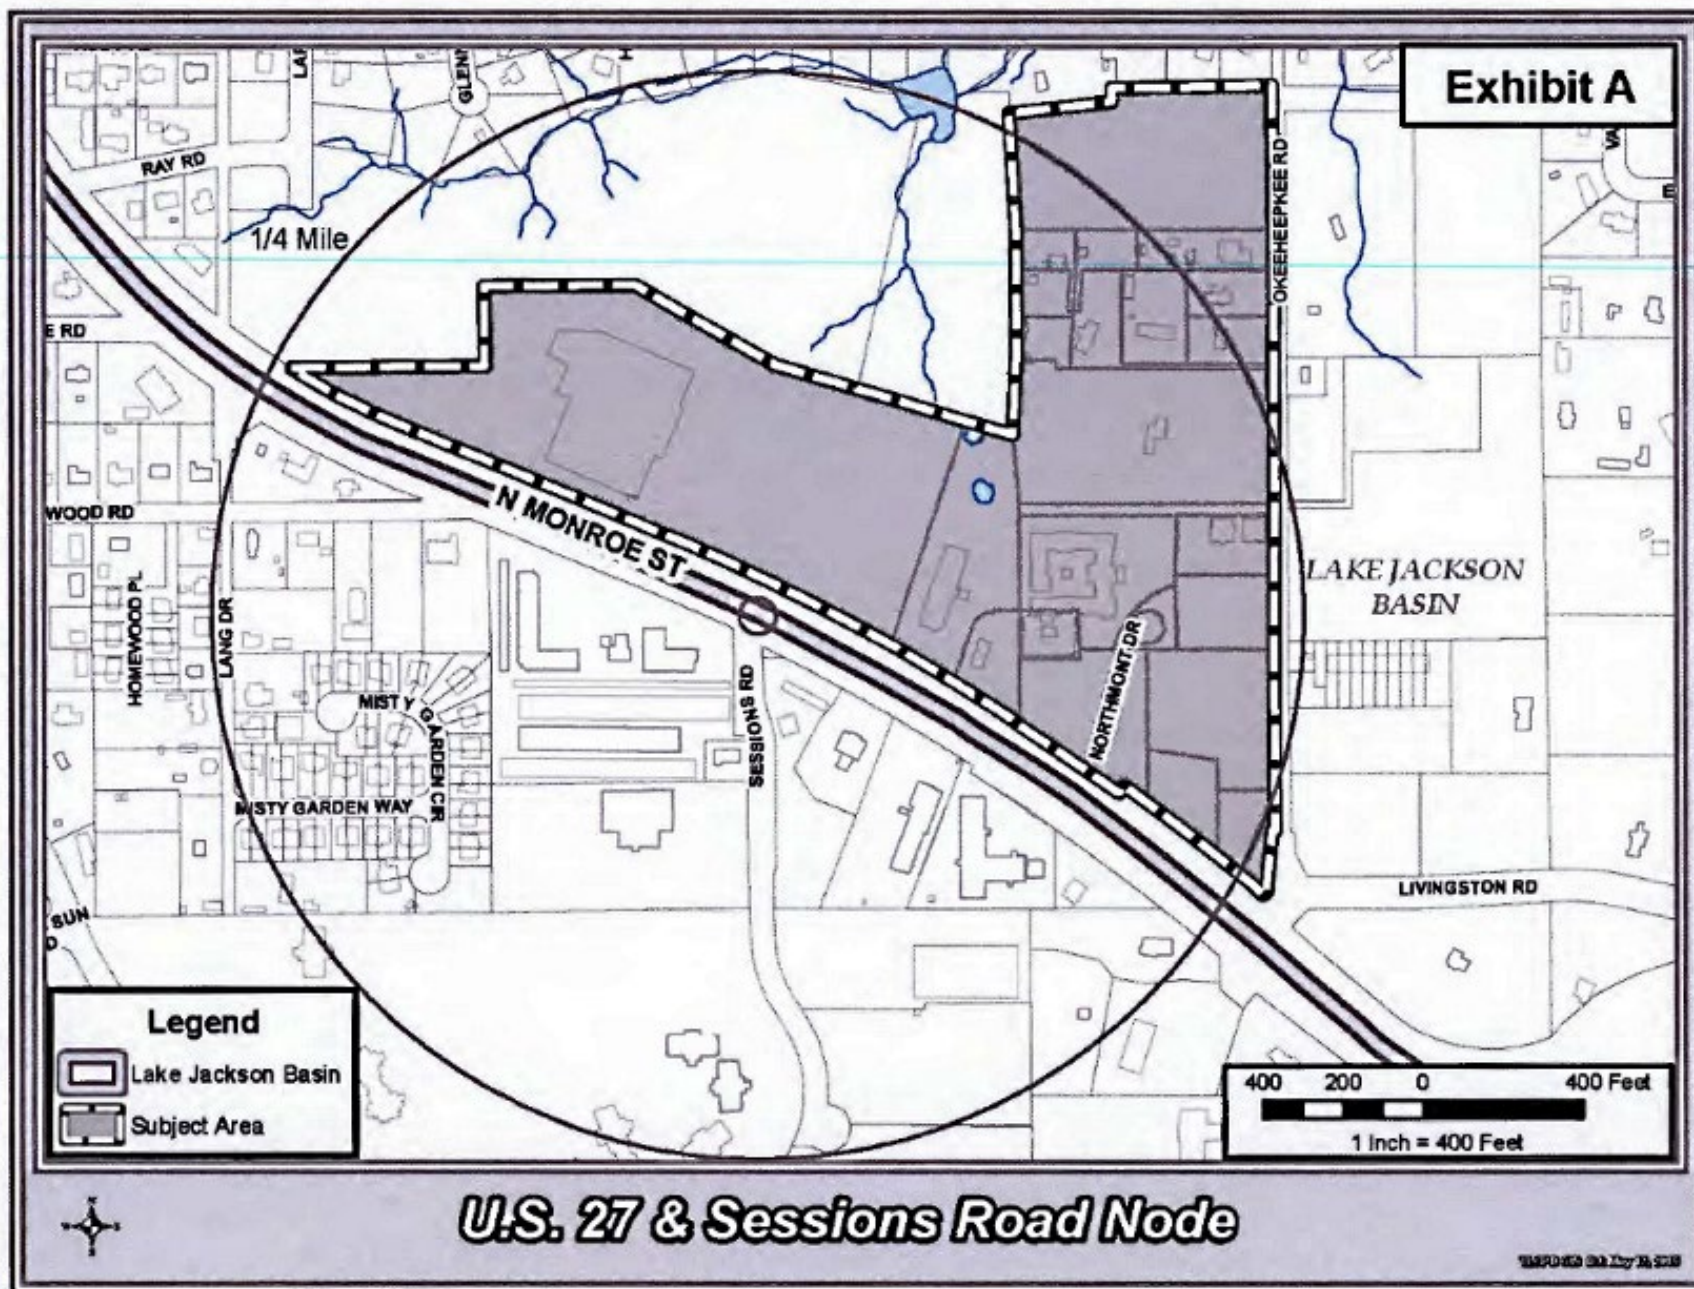 Exhibit A
GLENN
RAY RD
1/4 Mile
OKEEHEEPKEE RD
E RD
N MONROE ST
WOOD RD
LAKE JACKSON
BASIN
HOMEWOOD PL
LANG DR
MISTY GARDEN CIR
SESSIONS RD
NORTHMONT DR
MISTY GARDEN WAY
LIVINGSTON RD
SUN
D
Legend
Lake Jackson Basin
Subject Area
400 200 0 400 Feet
1 Inch = 400 Feet
U.S. 27 & Sessions Road Node